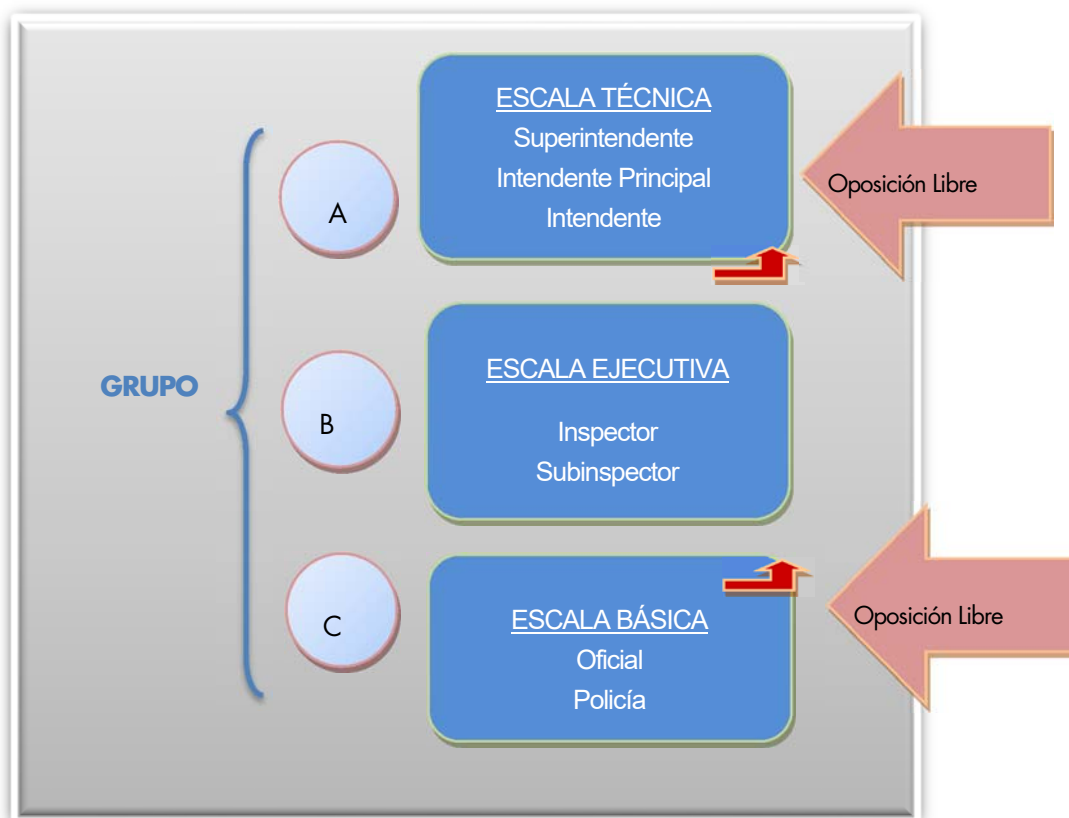 ESCALA TÉCNICA
Superintendente
Intendente Principal
Intendente
A
Oposición Libre
GRUPO
B
ESCALA EJECUTIVA
Inspector
Subinspector
C
ESCALA BÁSICA
Oficial
Policía
Oposición Libre